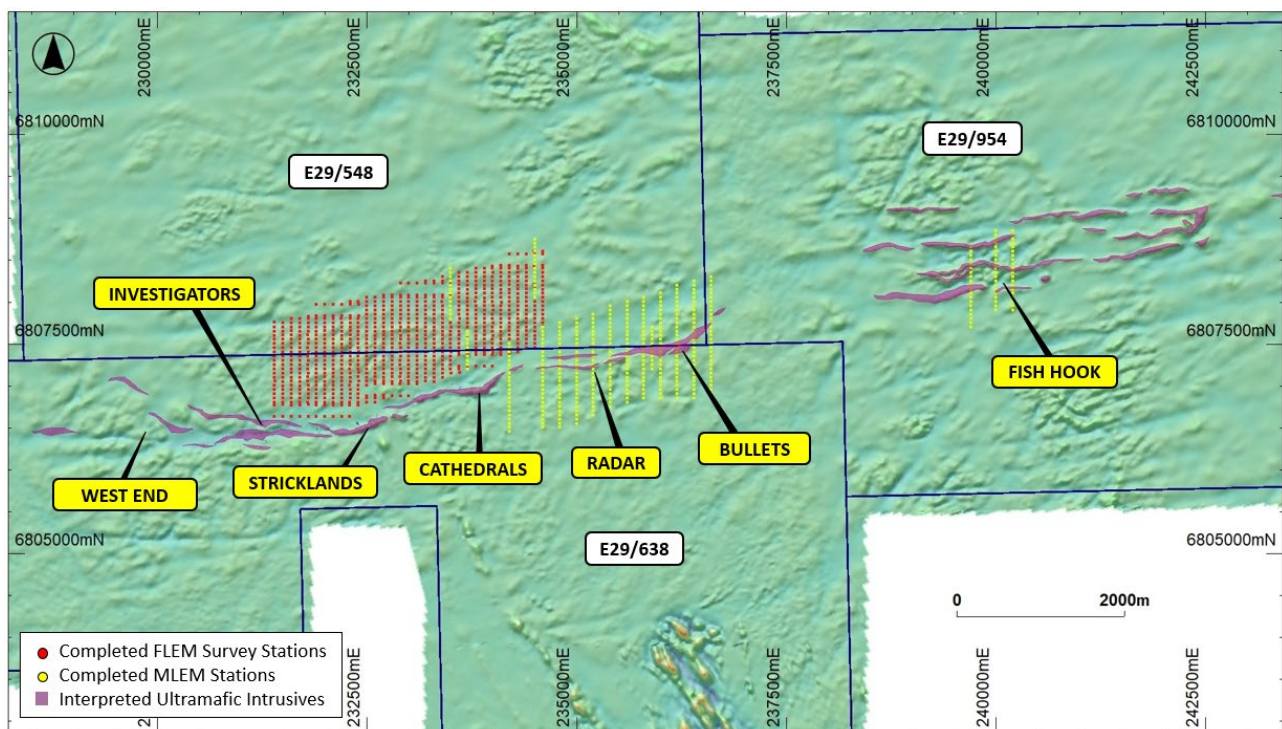 230000mE
232500mE
235000mE
237500mE
240000mE
242500mE
6810000mN
6810000mN
E29/954
E29/548
INVESTIGATORS
6807500mN
6807500mN
FISH HOOK
BULLETS
RADAR
CATHEDRALS
STRICKLANDS
WEST END
E29/638
6805000mN
6805000mN
0 2000m
Completed FLEM Survey Stations
Completed MLEM Stations
Interpreted Ultramafic Intrusives
232500mE
235000mE
237500mE
240000mE
242500mE